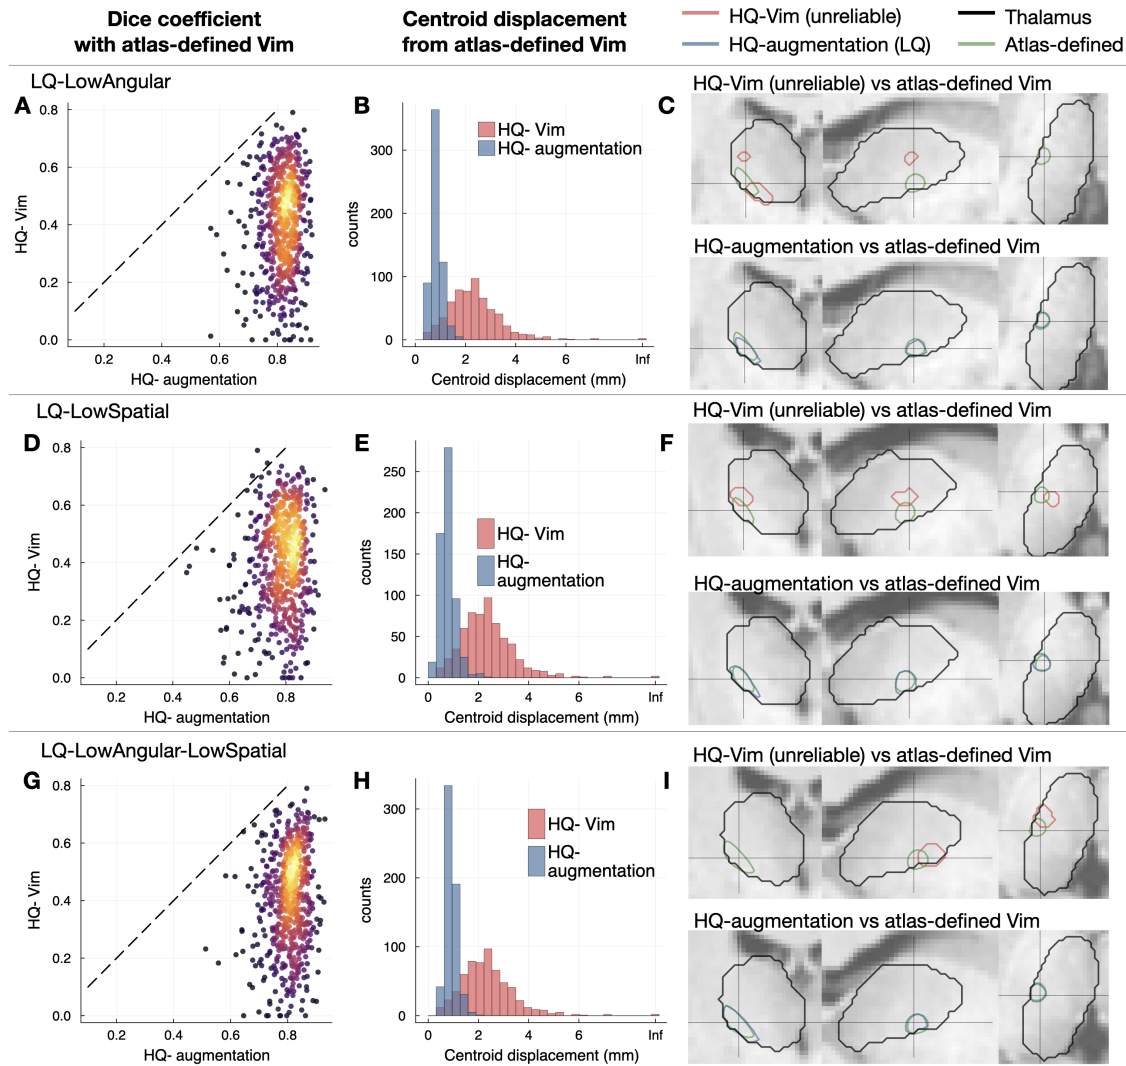 Dice coefficient
with atlas-defined Vim
Centroid displacement
from atlas-defined Vim
HQ-Vim (unreliable)
HQ-augmentation (LQ)
Thalamus
Atlas-defined
LQ-LowAngular
A
0.8
0.6
0.4
0.2
0.0
HQ- Vim
0.2
0.4
0.6
0.8
HQ- augmentation
B
300
200
100
0
counts
HQ- Vim
HQ- augmentation
0
2
4
6
Inf
Centroid displacement (mm)
C
HQ-Vim (unreliable) vs atlas-defined Vim
HQ-augmentation vs atlas-defined Vim
LQ-LowSpatial
D
0.8
0.6
0.4
0.2
0.0
HQ- Vim
0.2
0.4
0.6
0.8
HQ- augmentation
E
250
200
150
100
50
0
counts
HQ- Vim
HQ-
augmentation
0
2
4
6
Inf
Centroid displacement (mm)
F
HQ-Vim (unreliable) vs atlas-defined Vim
HQ-augmentation vs atlas-defined Vim
LQ-LowAngular-LowSpatial
G
0.8
0.6
0.4
0.2
0.0
HQ- Vim
0.2
0.4
0.6
0.8
HQ- augmentation
H
300
200
100
0
counts
HQ- Vim
HQ-
augmentation
0
2
4
6
Inf
Centroid displacement (mm)
I
HQ-Vim (unreliable) vs atlas-defined Vim
HQ-augmentation vs atlas-defined Vim